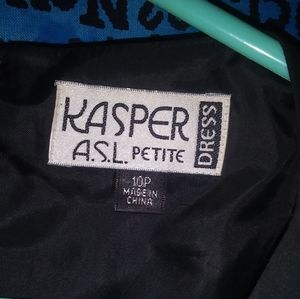 KASPER
A.S.L. PETITE
DRESS
10P
MADE IN
CHINA